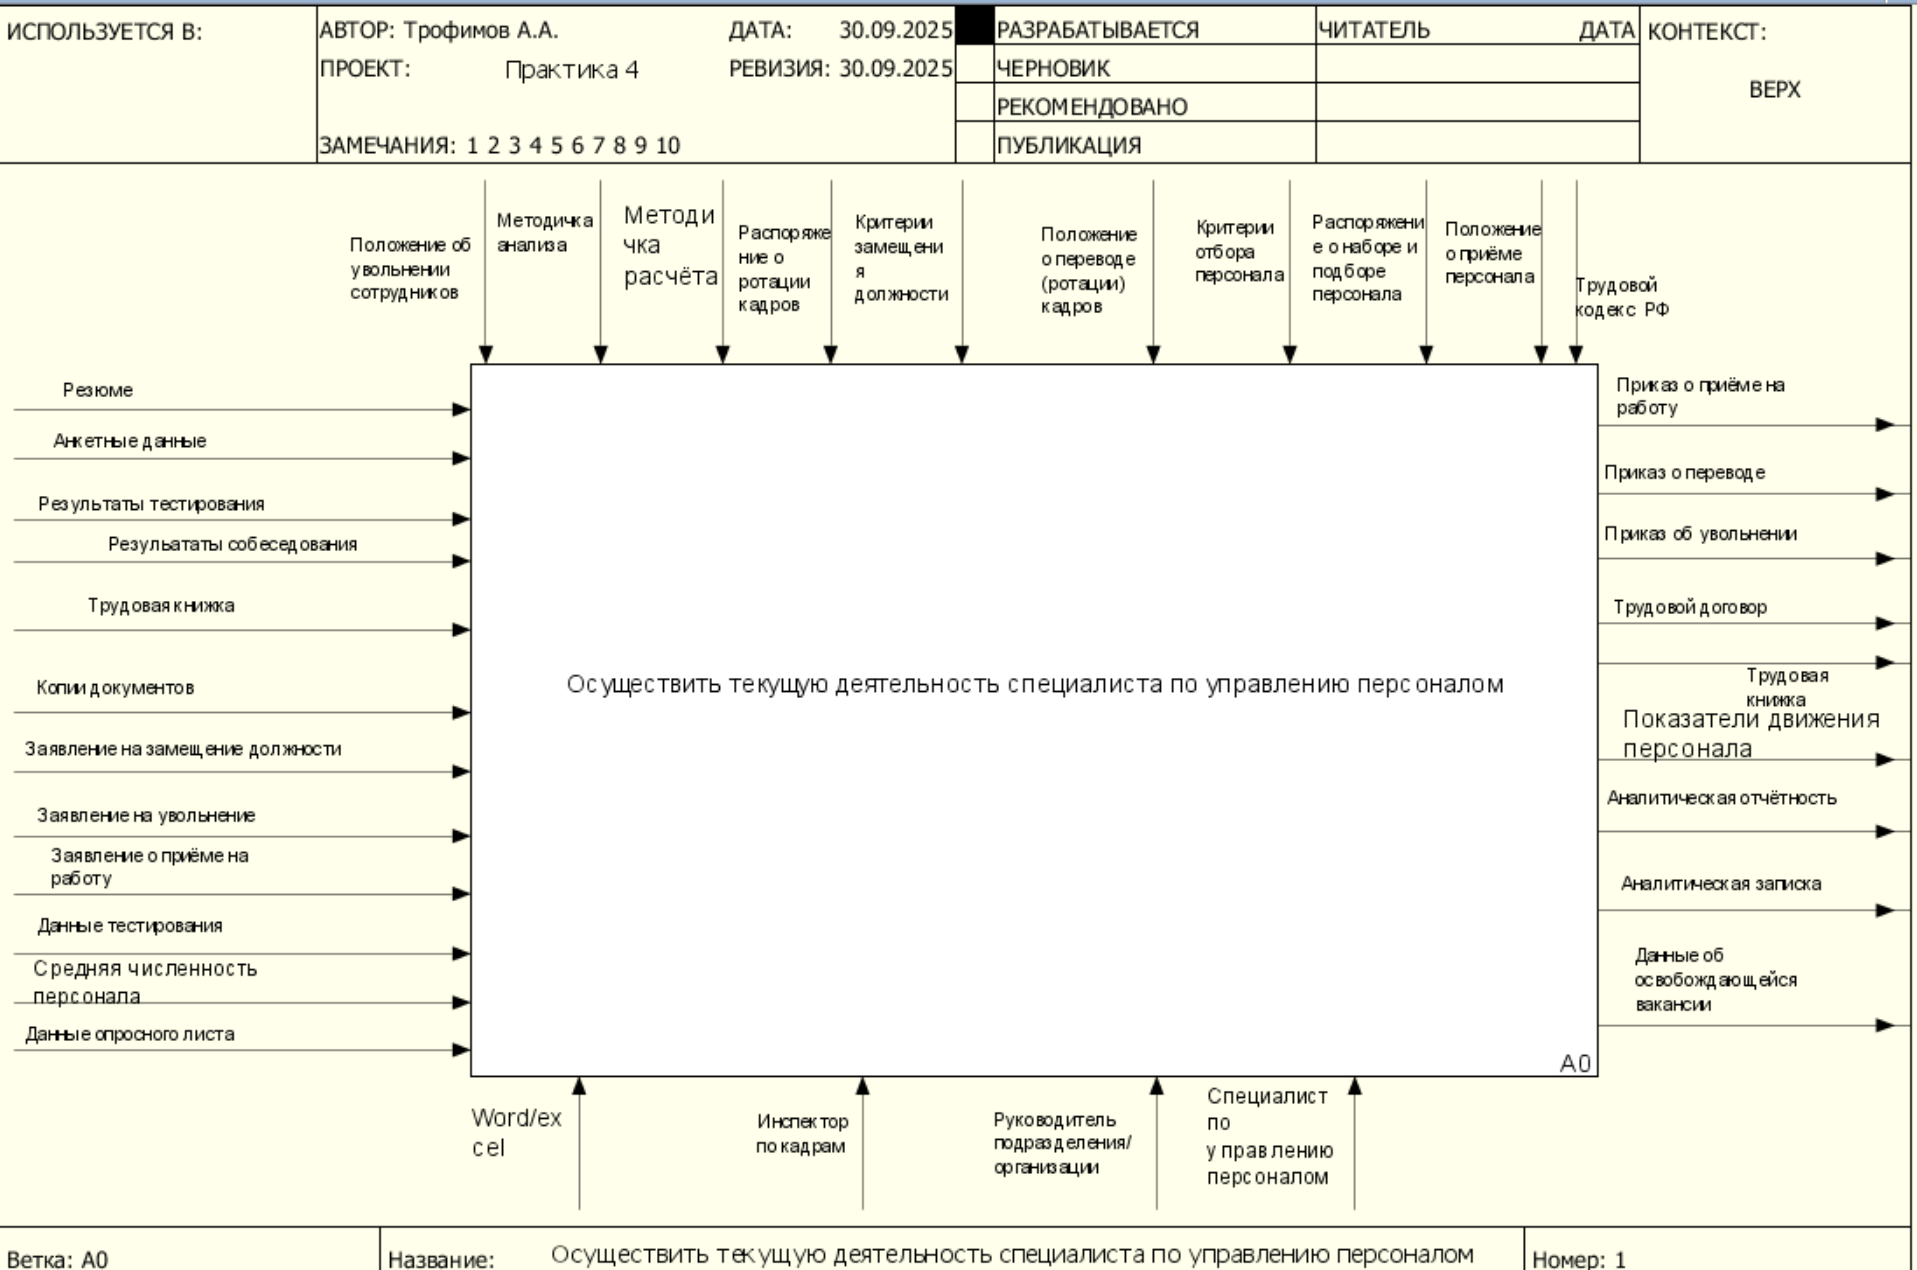 ИСПОЛЬЗУЕТСЯ В:
АВТОР: Трофимов А.А.
ДАТА: 30.09.2025
РАЗРАБАТЫВАЕТСЯ
ЧИТАТЕЛЬ
ДАТА
КОНТЕКСТ:
ПРОЕКТ: Практика 4
РЕВИЗИЯ: 30.09.2025
ЧЕРНОВИК
ВЕРХ
РЕКОМЕНДОВАНО
ЗАМЕЧАНИЯ: 1 2 3 4 5 6 7 8 9 10
ПУБЛИКАЦИЯ
Положение об
увольнении
сотрудников
Методичка
анализа
Методи
чка
расчёта
Распоряже
ние о
ротации
кадров
Критерии
замещени
я
должности
Положение
о переводе
(ротации)
кадров
Критерии
отбора
персонала
Распоряжени
е о наборе и
подборе
персонала
Положение
о приёме
персонала
Трудовой
кодекс РФ
Резюме
Анкетные данные
Результаты тестирования
Резульататы собеседования
Трудовая книжка
Копии документов
Заявление на замещение должности
Заявление на увольнение
Заявление о приёме на
работу
Данные тестирования
Средняя численность
персонала
Данные опросного листа
Осуществить текущую деятельность специалиста по управлению персоналом
A0
Приказ о приёме на
работу
Приказ о переводе
Приказ об увольнении
Трудовой договор
Трудовая
книжка
Показатели движения
персонала
Аналитическая отчётность
Аналитическая записка
Данные об
освобождающейся
вакансии
Word/ex
cel
Инспектор
по кадрам
Руководитель
подразделения/
организации
Специалист
по
управлению
персоналом
Ветка: A0
Название: Осуществить текущую деятельность специалиста по управлению персоналом
Номер: 1